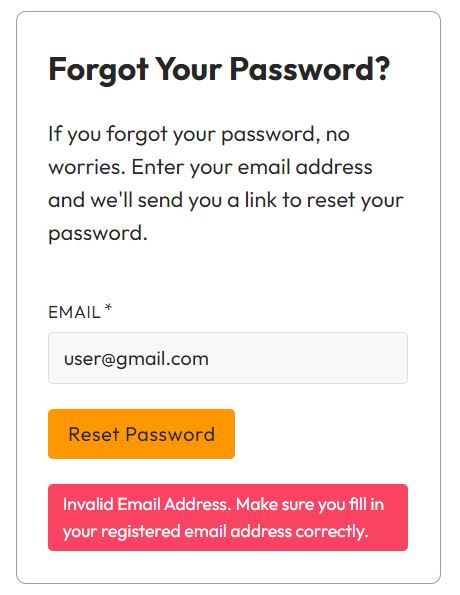 Forgot Your Password?
If you forgot your password, no
worries. Enter your email address
and we'll send you a link to reset your
password.
EMAIL *
user@gmail.com
Reset Password
Invalid Email Address. Make sure you fill in
your registered email address correctly.